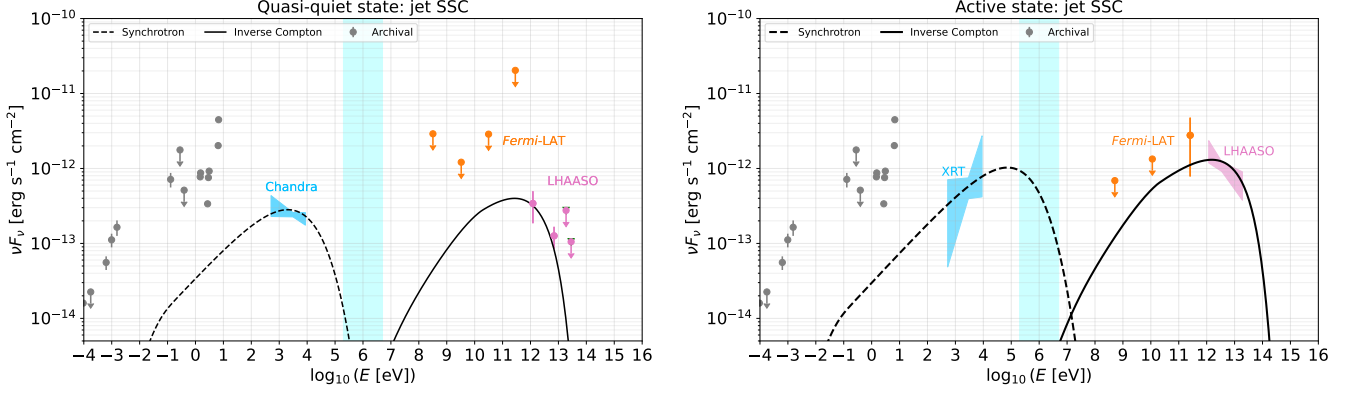 Quasi-quiet state: jet SSC
Synchrotron
Inverse Compton
Archival
10⁻¹⁰
10⁻¹¹
10⁻¹²
10⁻¹³
10⁻¹⁴
νFν [erg s⁻¹ cm⁻²]
Fermi-LAT
LHAASO
Chandra
−4 −3 −2 −1 0 1 2 3 4 5 6 7 8 9 10 11 12 13 14 15 16
log₁₀ (E [eV])
Active state: jet SSC
Synchrotron
Inverse Compton
Archival
10⁻¹⁰
10⁻¹¹
10⁻¹²
10⁻¹³
10⁻¹⁴
νFν [erg s⁻¹ cm⁻²]
Fermi-LAT
LHAASO
XRT
−4 −3 −2 −1 0 1 2 3 4 5 6 7 8 9 10 11 12 13 14 15 16
log₁₀ (E [eV])